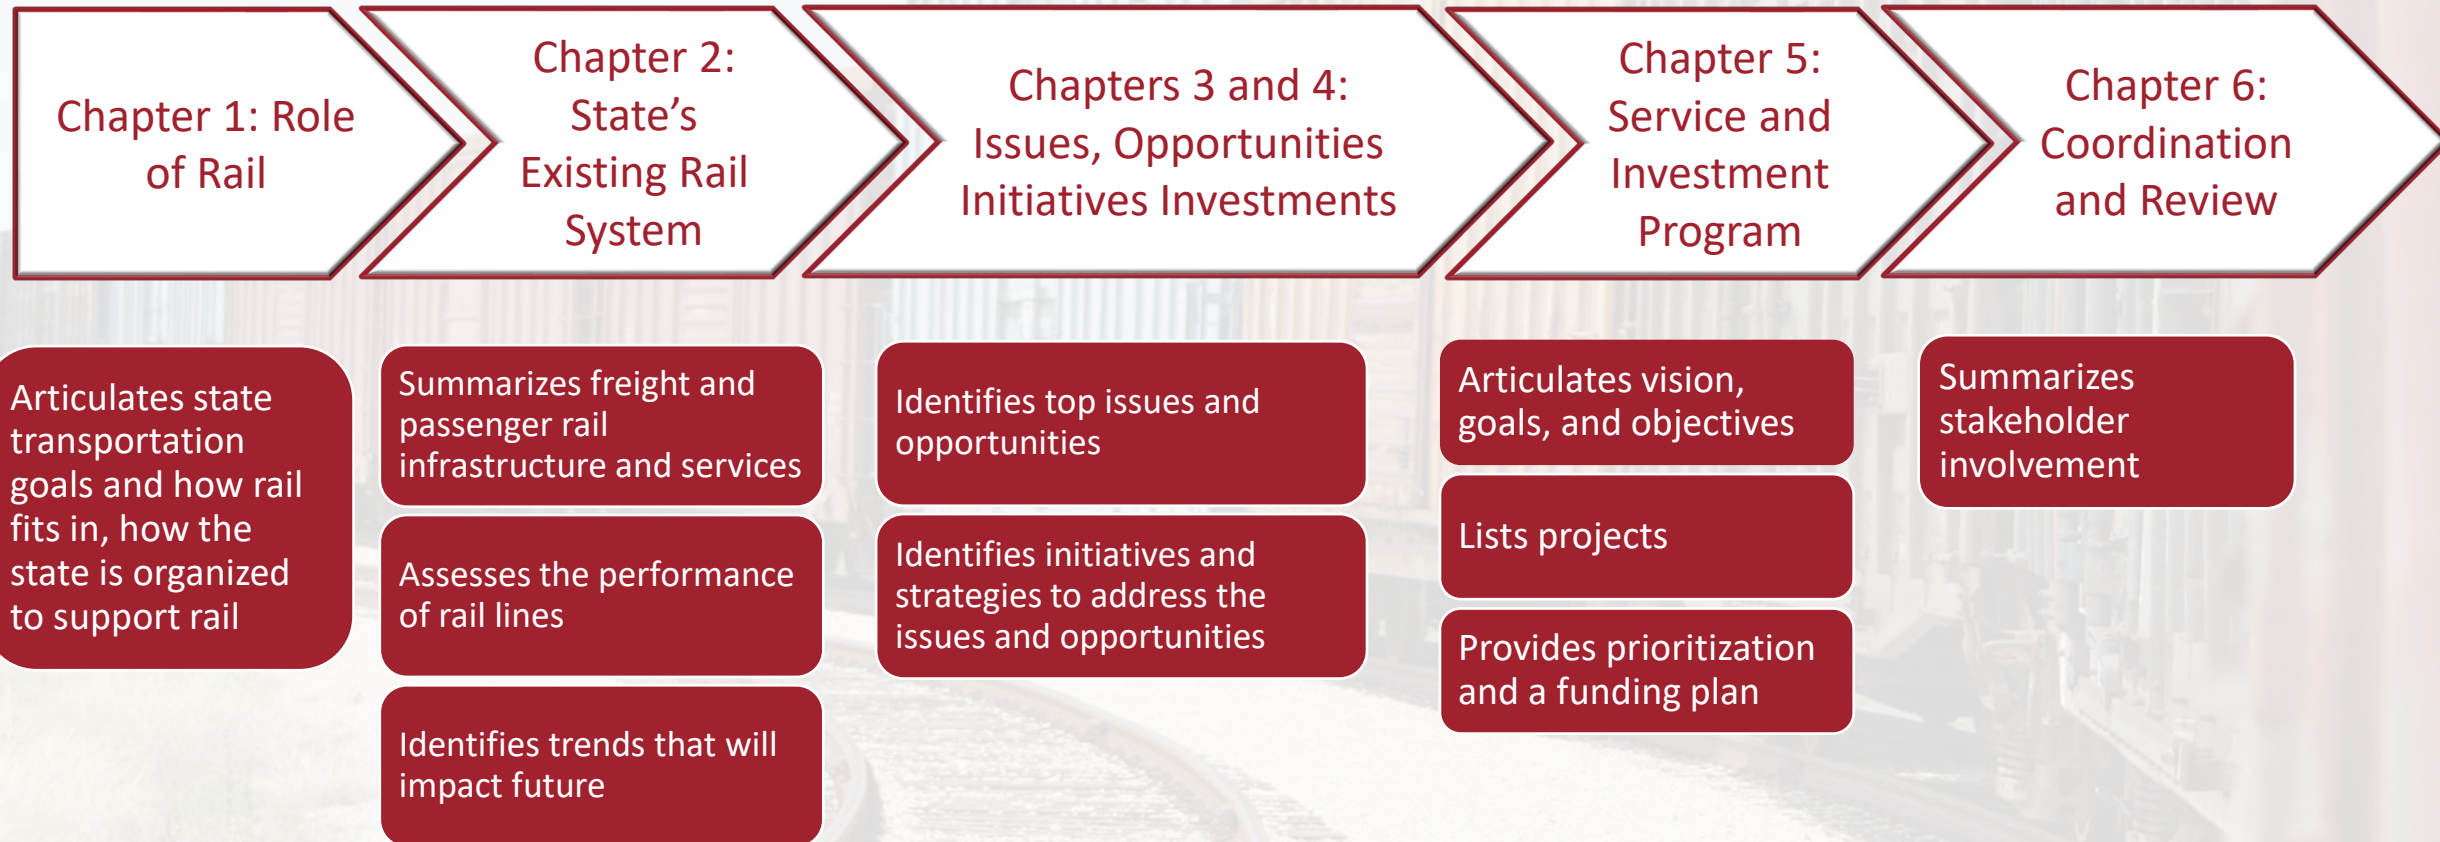 Chapter 1: Role
of Rail
Chapter 2:
State’s
Existing Rail
System
Chapters 3 and 4:
Issues, Opportunities
Initiatives Investments
Chapter 5:
Service and
Investment
Program
Chapter 6:
Coordination
and Review
Articulates state
transportation
goals and how rail
fits in, how the
state is organized
to support rail
Summarizes freight and
passenger rail
infrastructure and services
Assesses the performance
of rail lines
Identifies trends that will
impact future
Identifies top issues and
opportunities
Identifies initiatives and
strategies to address the
issues and opportunities
Articulates vision,
goals, and objectives
Lists projects
Provides prioritization
and a funding plan
Summarizes
stakeholder
involvement